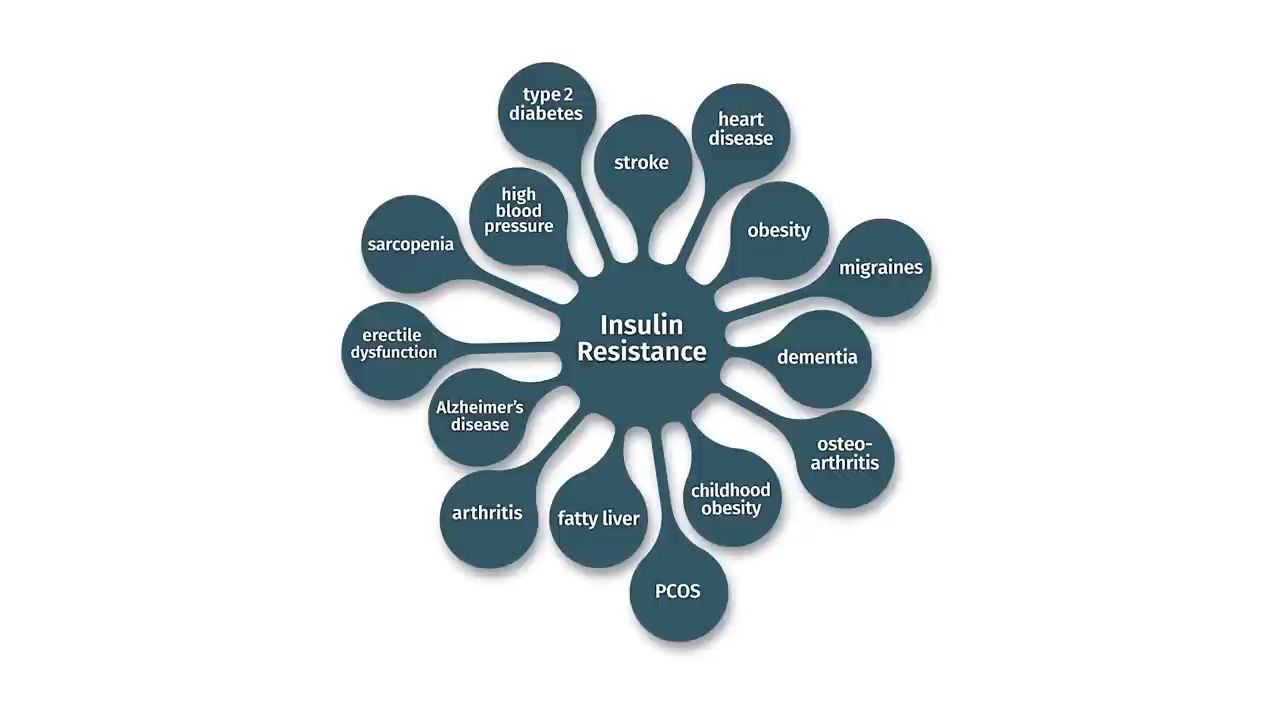 type 2
diabetes
heart
disease
stroke
high
blood
pressure
obesity
sarcopenia
migraines
Insulin
Resistance
erectile
dysfunction
dementia
Alzheimer's
disease
osteo-
arthritis
childhood
obesity
arthritis
fatty liver
PCOS